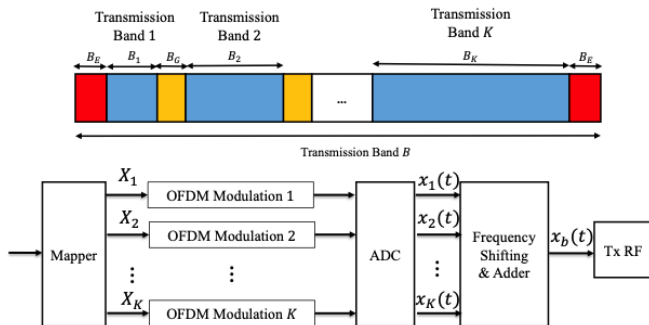 Transmission
Band 1
Transmission
Band 2
Transmission
Band K
B_E B_1 B_G B_2 B_K B_E
...
Transmission Band B
Mapper
X_1
OFDM Modulation 1
X_2
OFDM Modulation 2
⋮ ⋮ ⋮
X_K
OFDM Modulation K
ADC
x_1(t)
x_2(t)
x_K(t)
Frequency
Shifting
& Adder
x_b(t)
Tx RF